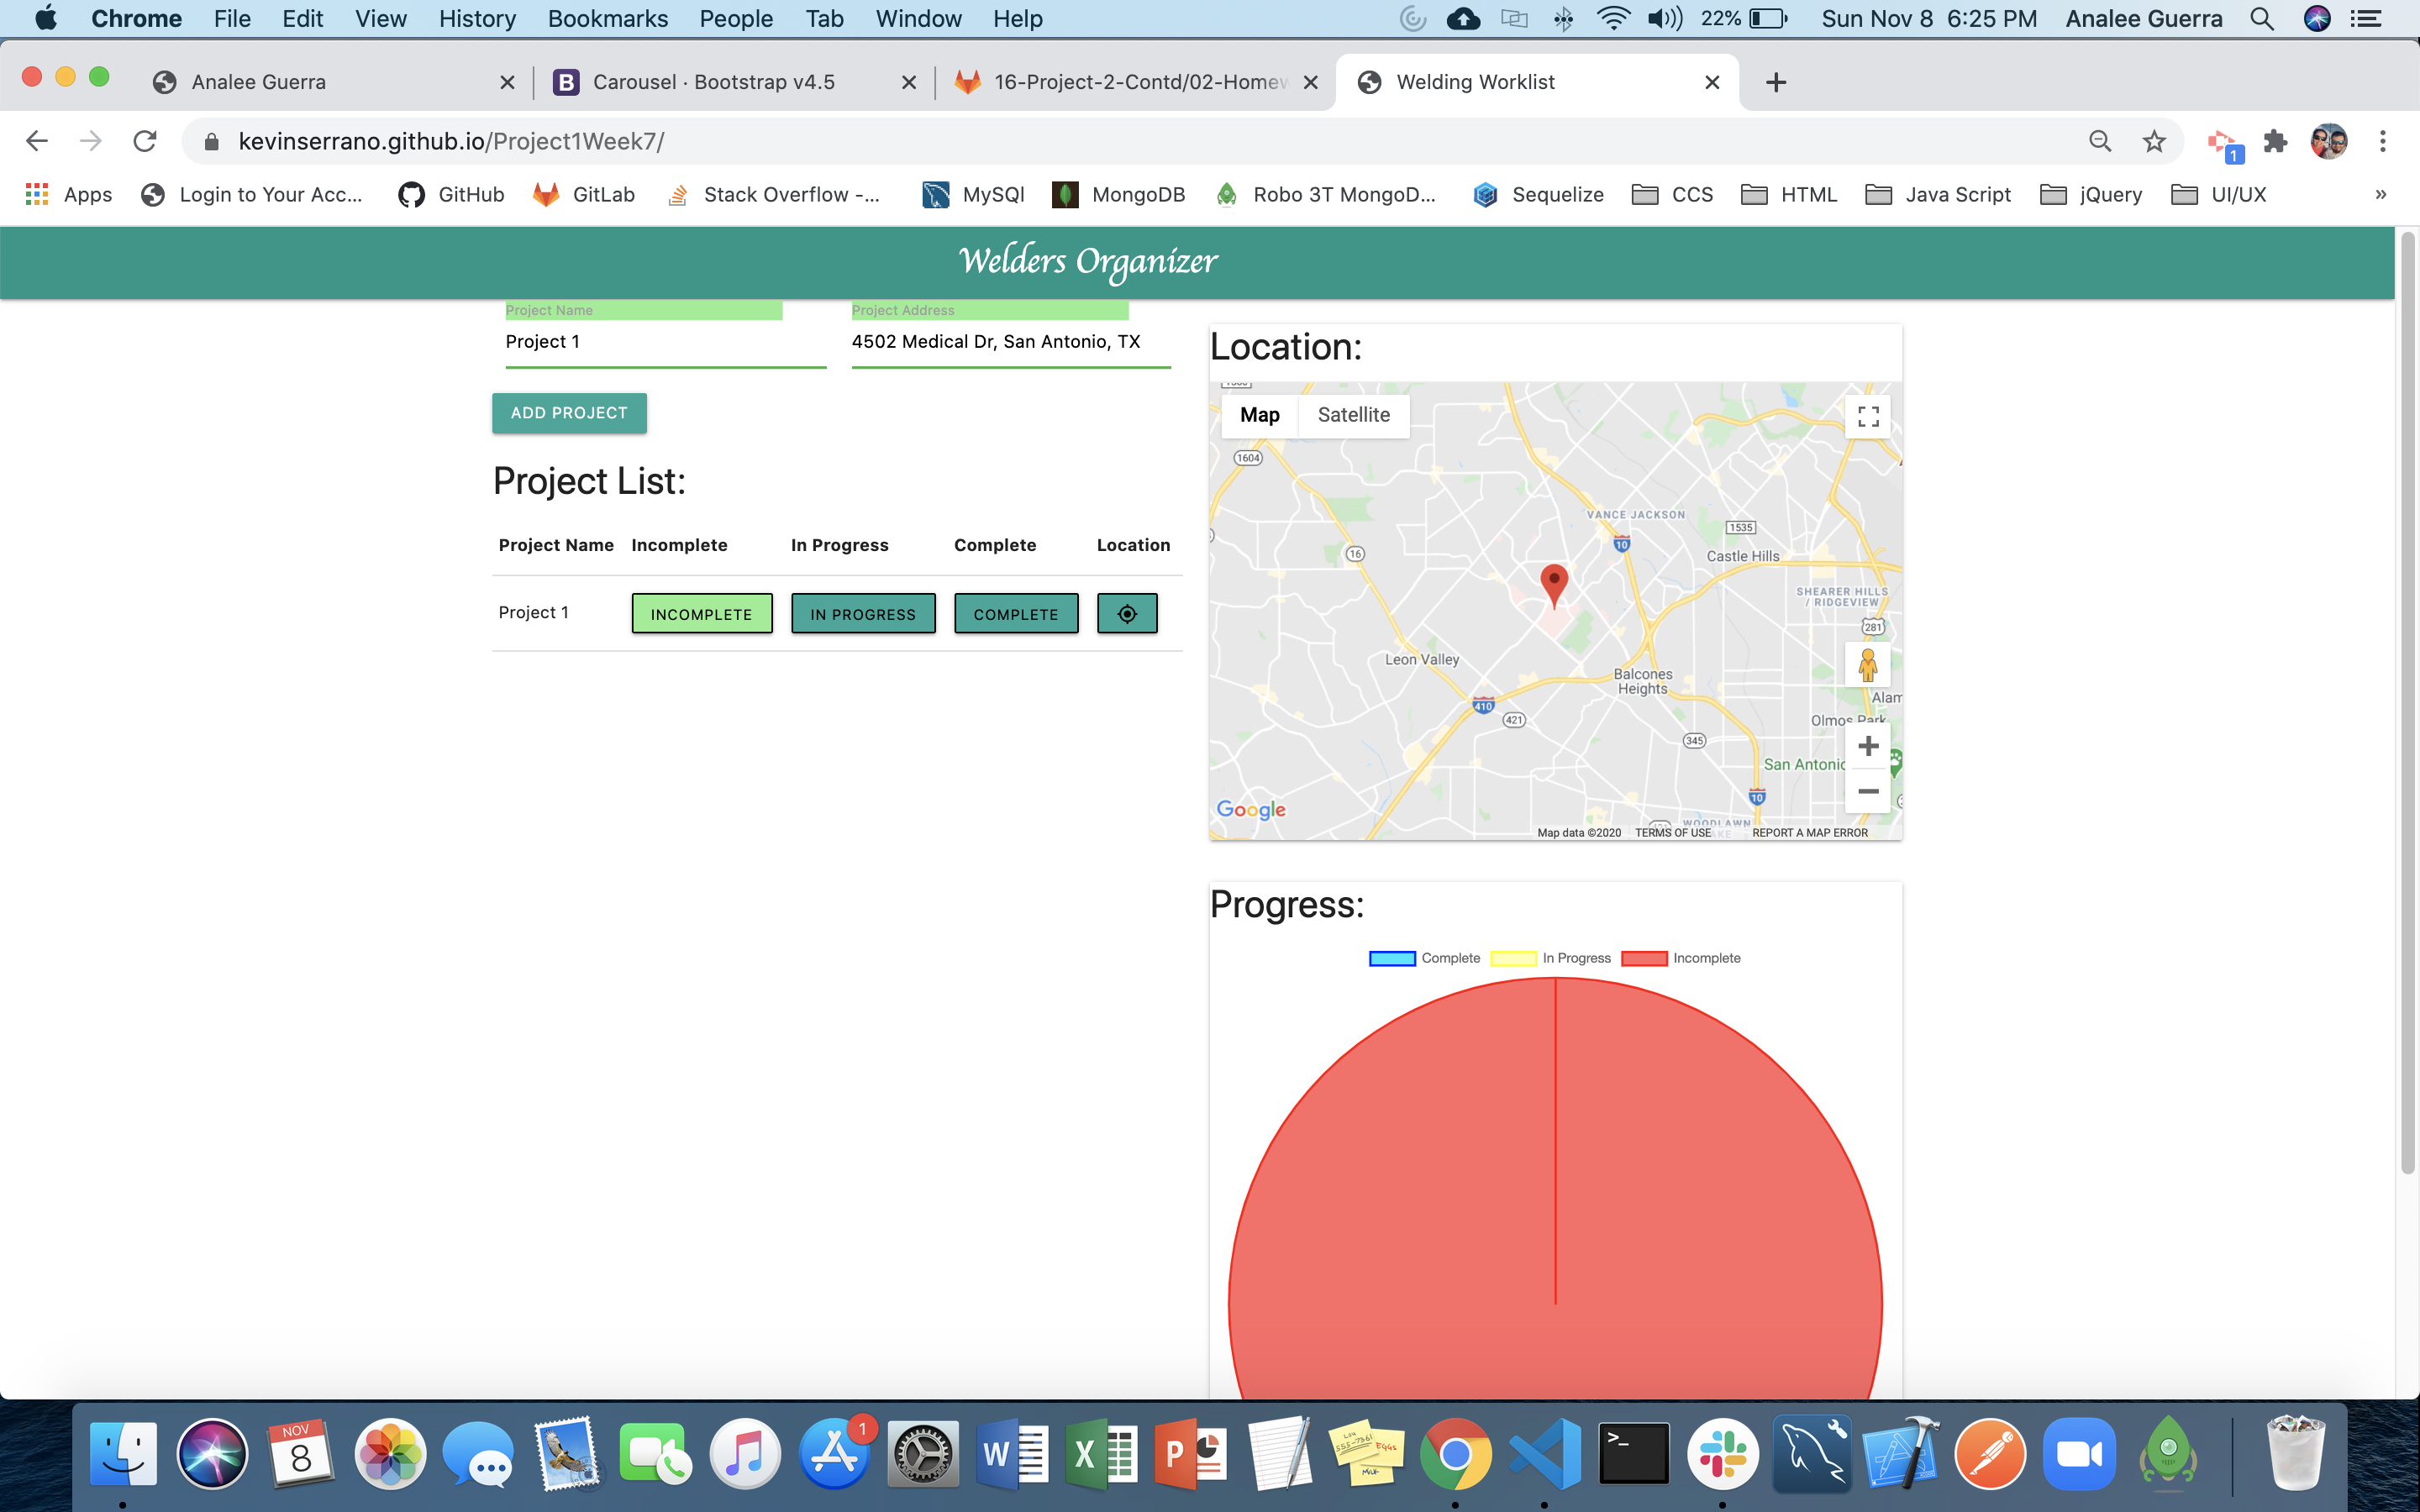 Chrome File Edit View History Bookmarks People Tab Window Help 22% Sun Nov 8 6:25 PM Analee Guerra
Analee Guerra Carousel · Bootstrap v4.5 16-Project-2-Contd/02-Homew Welding Worklist
kevinserrano.github.io/Project1Week7/
1
Apps Login to Your Acc... GitHub GitLab Stack Overflow -... MySQl MongoDB Robo 3T MongoD... Sequelize CCS HTML Java Script jQuery UI/UX »
Welders Organizer
Project Name Project Address
Project 1 4502 Medical Dr, San Antonio, TX
ADD PROJECT
Project List:
Project Name Incomplete In Progress Complete Location
Project 1 INCOMPLETE IN PROGRESS COMPLETE
Location:
Map Satellite
1604
VANCE JACKSON
1535
10
16
Castle Hills
SHEARER HILLS
/ RIDGEVIEW
281
Leon Valley
Balcones
Heights
410
421
Alam
Olmos Park
345
San Antonio
10
WOODLAWN
LAKE
Google
Map data ©2020 TERMS OF USE REPORT A MAP ERROR
Progress:
Complete In Progress Incomplete
NOV
8
1
W
X
P
>_